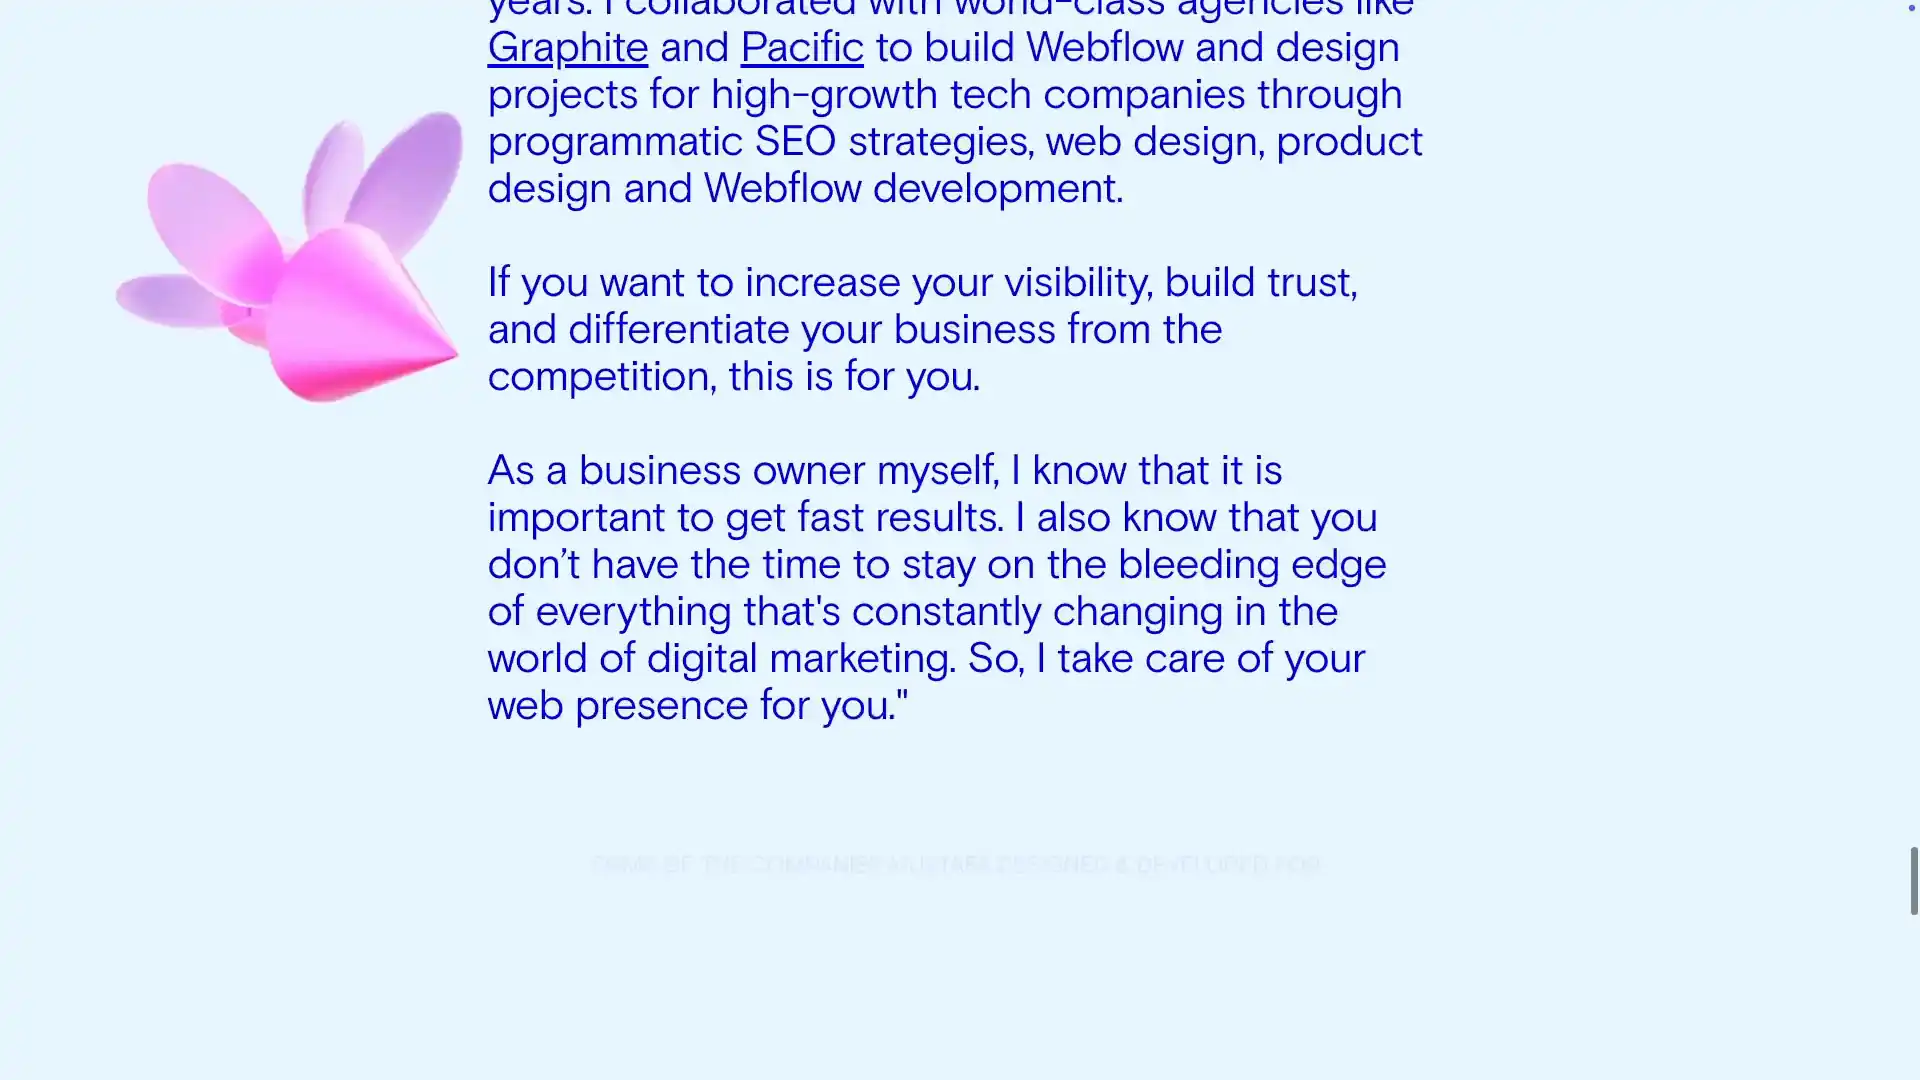 years. I collaborated with world-class agencies like
Graphite and Pacific to build Webflow and design
projects for high-growth tech companies through
programmatic SEO strategies, web design, product
design and Webflow development.
If you want to increase your visibility, build trust,
and differentiate your business from the
competition, this is for you.
As a business owner myself, I know that it is
important to get fast results. I also know that you
don’t have the time to stay on the bleeding edge
of everything that's constantly changing in the
world of digital marketing. So, I take care of your
web presence for you."
OF THE COMPANIES DESIGNED & DEVELOPED